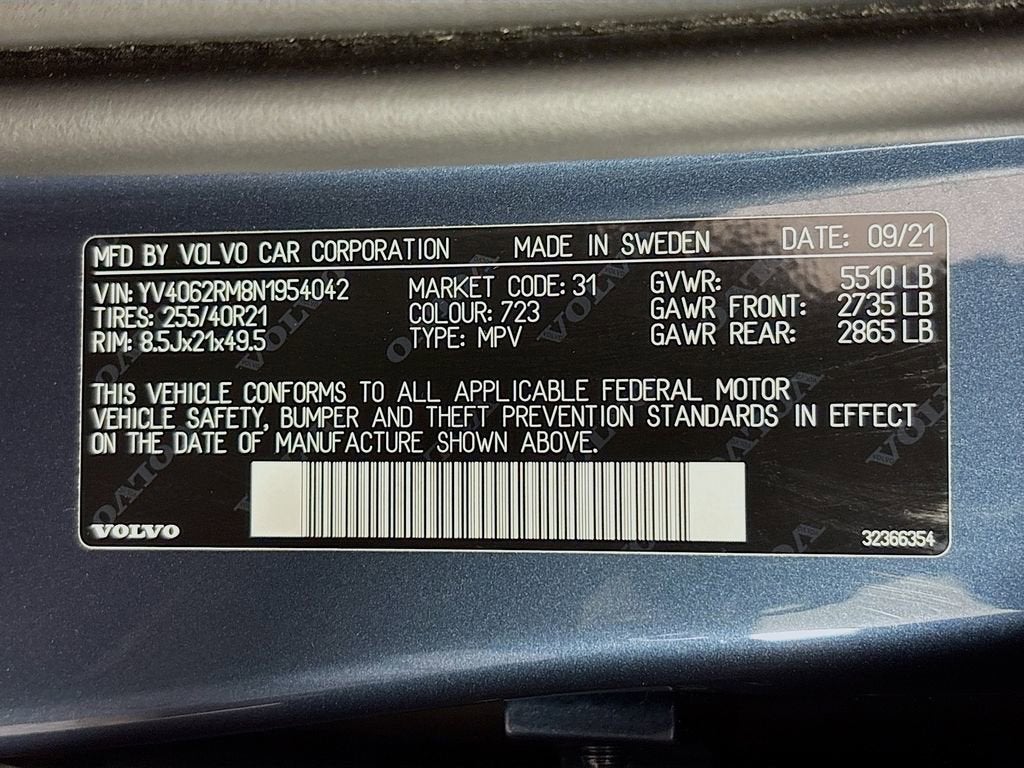 MFD BY VOLVO CAR CORPORATION MADE IN SWEDEN DATE: 09/21
VIN: YV4062RM8N1954042 MARKET CODE: 31 GVWR: 5510 LB
TIRES: 255/40R21 COLOUR: 723 GAWR FRONT: 2735 LB
RIM: 8.5Jx21x49.5 TYPE: MPV GAWR REAR: 2865 LB
THIS VEHICLE CONFORMS TO ALL APPLICABLE FEDERAL MOTOR
VEHICLE SAFETY, BUMPER AND THEFT PREVENTION STANDARDS IN EFFECT
ON THE DATE OF MANUFACTURE SHOWN ABOVE.
VOLVO 32366354